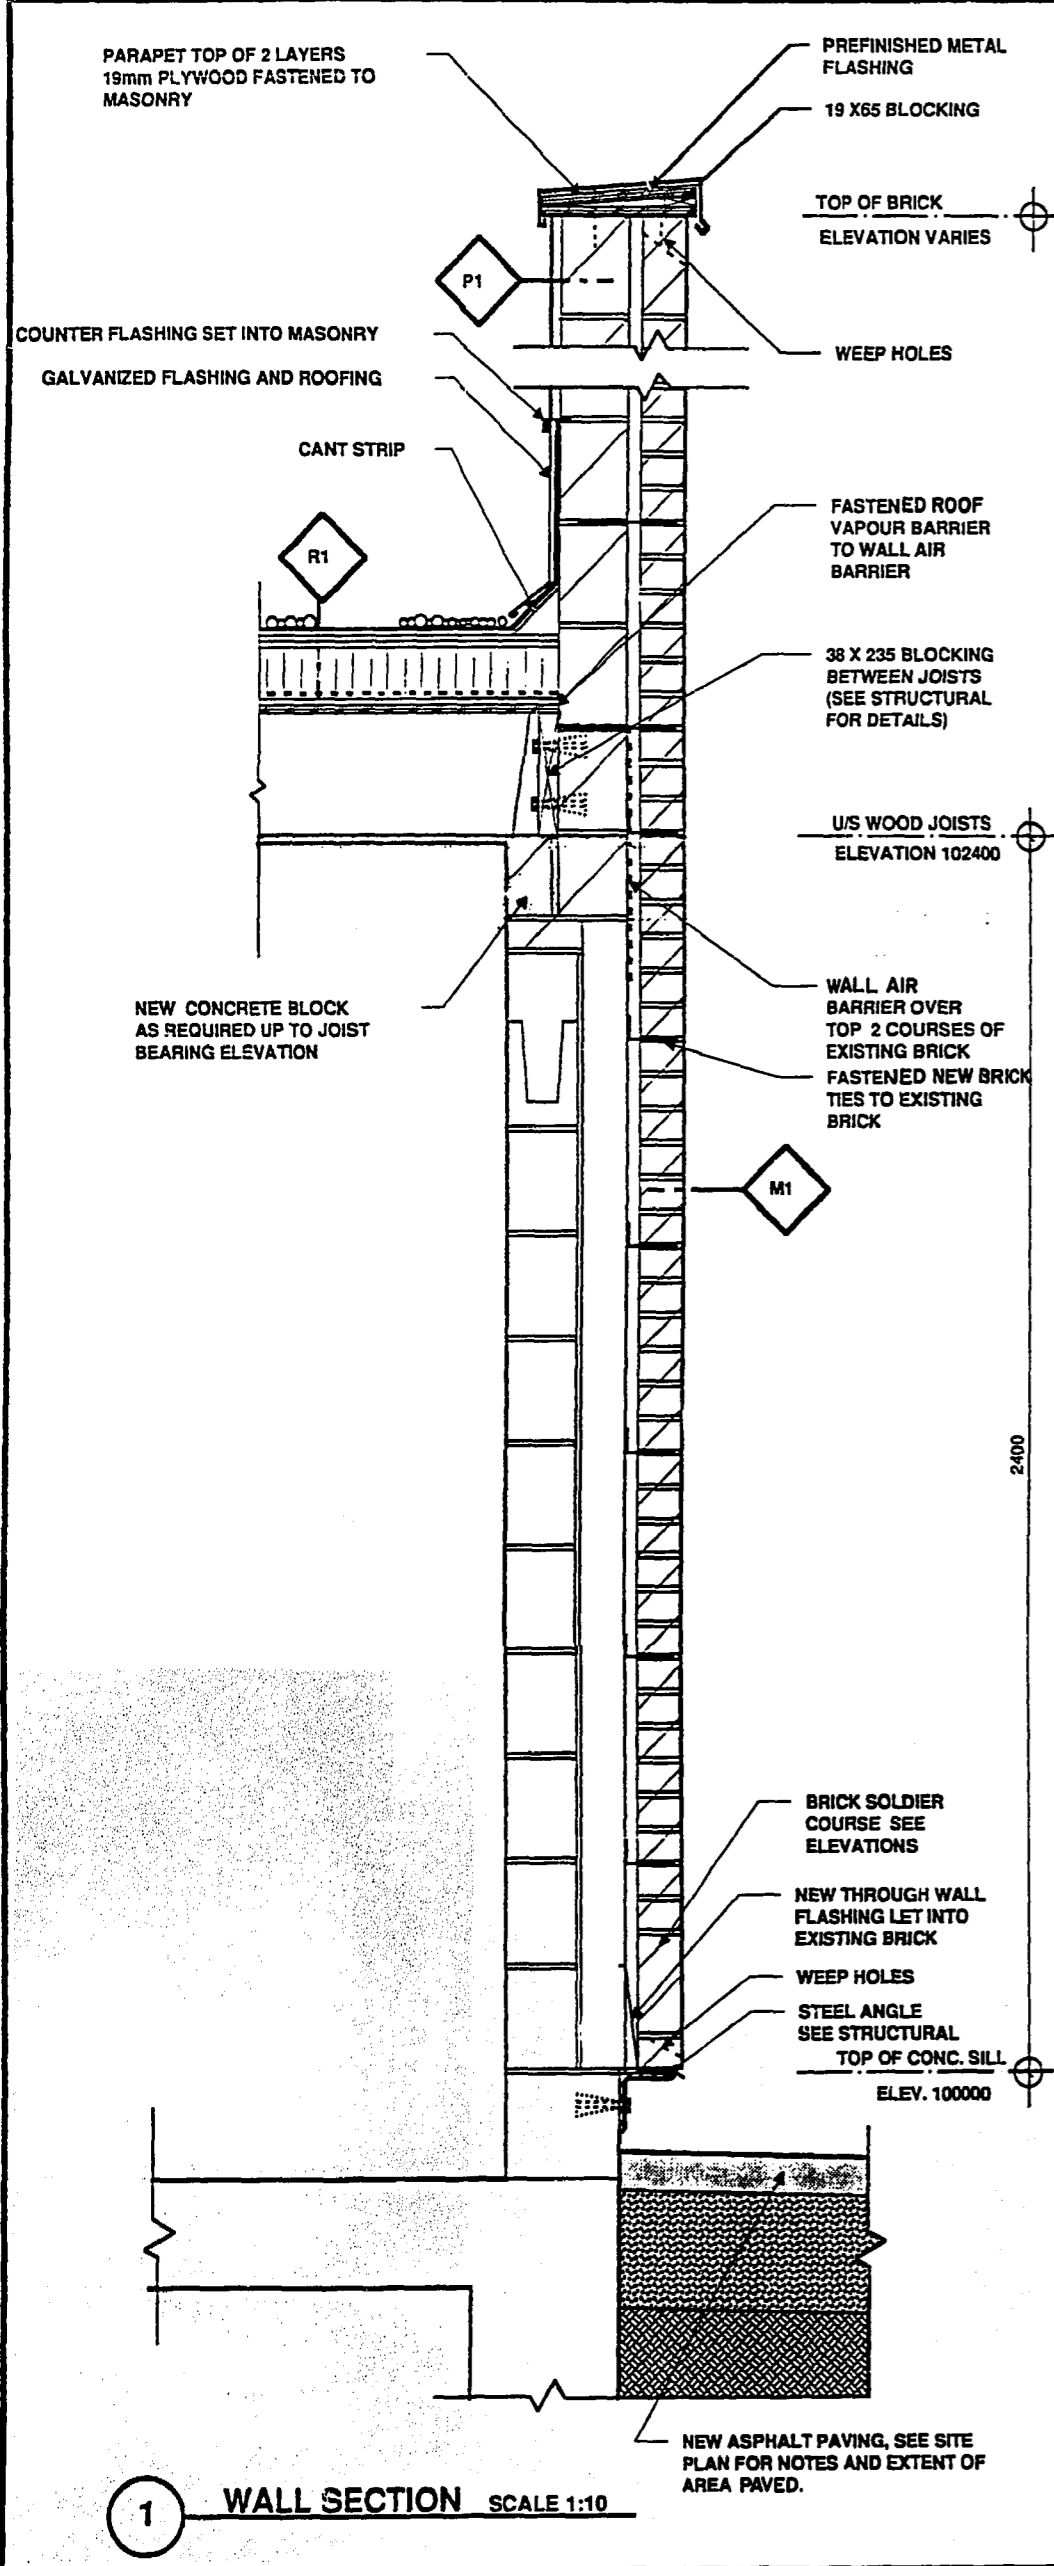 PARAPET TOP OF 2 LAYERS
19mm PLYWOOD FASTENED TO
MASONRY
PREFINISHED METAL
FLASHING
19 X65 BLOCKING
TOP OF BRICK
ELEVATION VARIES
P1
COUNTER FLASHING SET INTO MASONRY
WEEP HOLES
GALVANIZED FLASHING AND ROOFING
CANT STRIP
FASTENED ROOF
VAPOUR BARRIER
TO WALL AIR
BARRIER
R1
38 X 235 BLOCKING
BETWEEN JOISTS
(SEE STRUCTURAL
FOR DETAILS)
U/S WOOD JOISTS
ELEVATION 102400
NEW CONCRETE BLOCK
AS REQUIRED UP TO JOIST
BEARING ELEVATION
WALL AIR
BARRIER OVER
TOP 2 COURSES OF
EXISTING BRICK
FASTENED NEW BRICK
TIES TO EXISTING
BRICK
M1
2400
BRICK SOLDIER
COURSE SEE
ELEVATIONS
NEW THROUGH WALL
FLASHING LET INTO
EXISTING BRICK
WEEP HOLES
STEEL ANGLE
SEE STRUCTURAL
TOP OF CONC. SILL
ELEV. 100000
NEW ASPHALT PAVING, SEE SITE
PLAN FOR NOTES AND EXTENT OF
AREA PAVED.
1 WALL SECTION SCALE 1:10